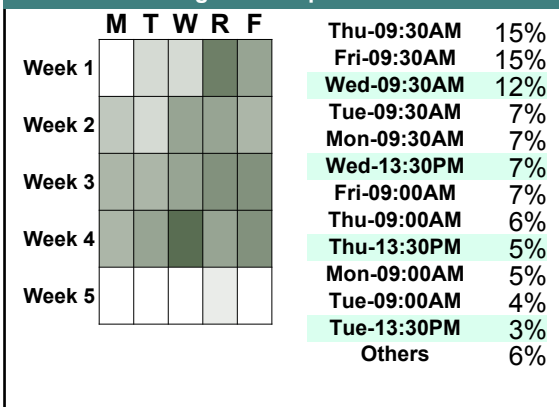 M T W R F
Week 1
Week 2
Week 3
Week 4
Week 5
Thu-09:30AM 15%
Fri-09:30AM 15%
Wed-09:30AM 12%
Tue-09:30AM 7%
Mon-09:30AM 7%
Wed-13:30PM 7%
Fri-09:00AM 7%
Thu-09:00AM 6%
Thu-13:30PM 5%
Mon-09:00AM 5%
Tue-09:00AM 4%
Tue-13:30PM 3%
Others 6%